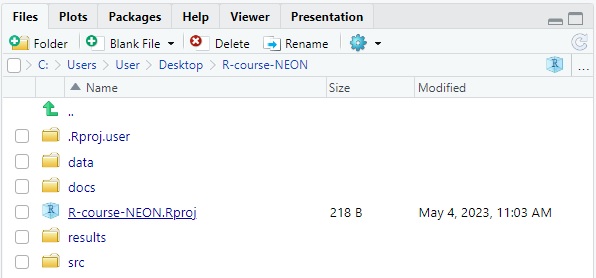 Files Plots Packages Help Viewer Presentation
Folder Blank File Delete Rename
C: Users User Desktop R-course-NEON R ...
Name Size Modified
..
.Rproj.user
data
docs
R R-course-NEON.Rproj 218 B May 4, 2023, 11:03 AM
results
src